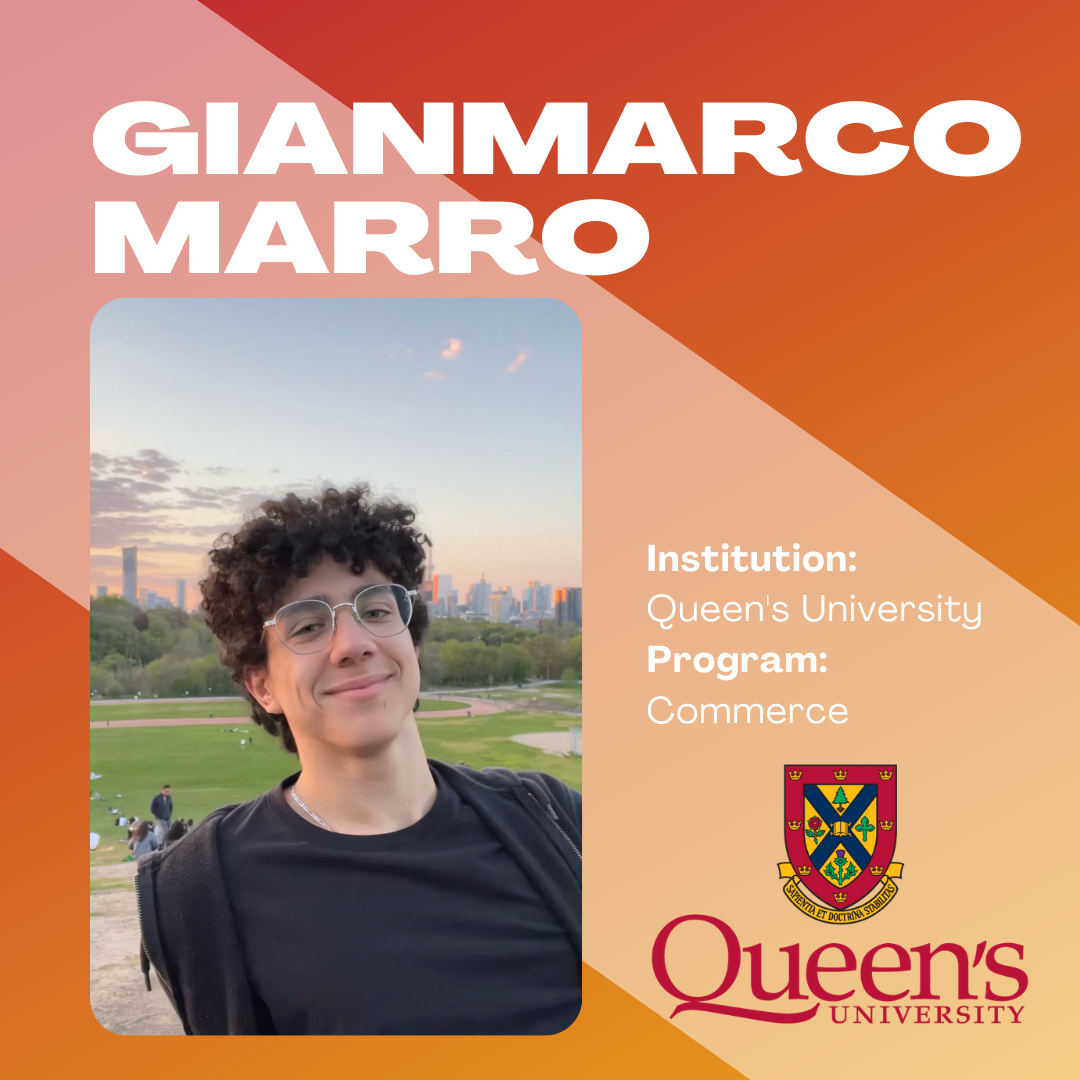 GIANMARCO
MARRO
Institution:
Queen's University
Program:
Commerce
SAPIENTIA ET DOCTRINA STABILITAS
Queen's
UNIVERSITY